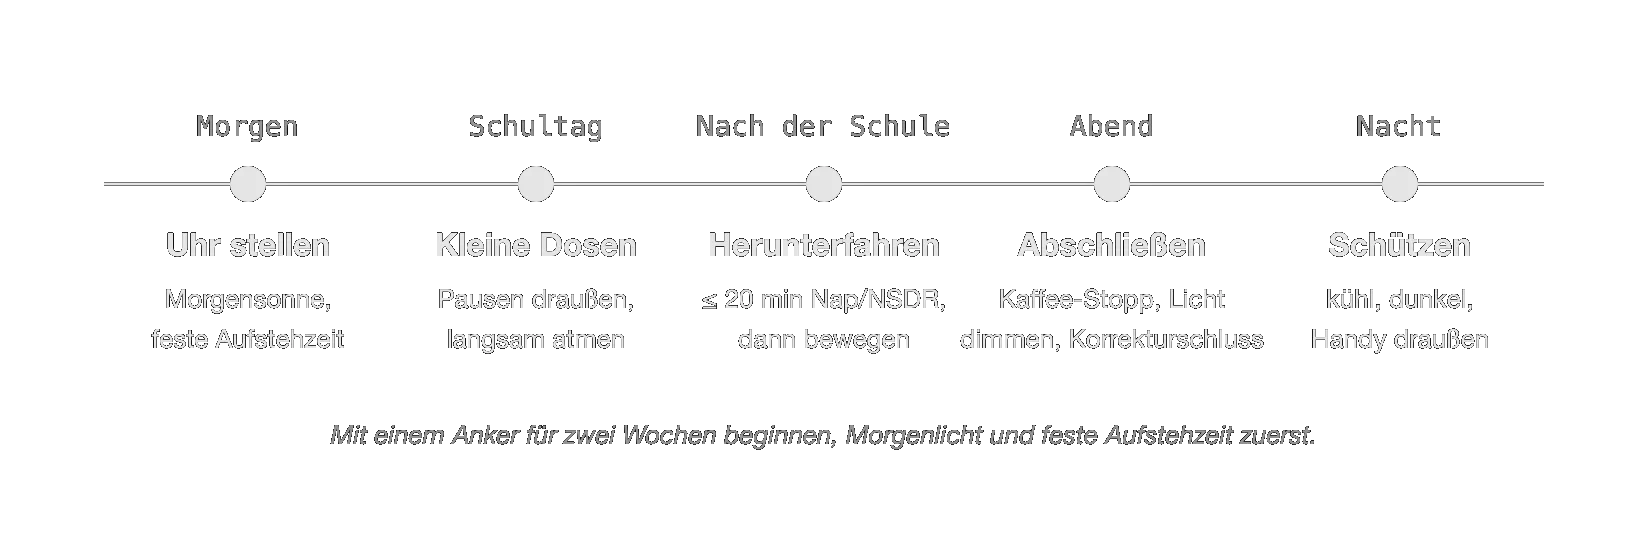 Morgen
Schultag
Nach der Schule
Abend
Nacht
Uhr stellen
Kleine Dosen
Herunterfahren
Abschließen
Schützen
Morgensonne,
feste Aufstehzeit
Pausen draußen,
langsam atmen
≤ 20 min Nap/NSDR,
dann bewegen
Kaffee-Stopp, Licht
dimmen, Korrekturschluss
kühl, dunkel,
Handy draußen
Mit einem Anker für zwei Wochen beginnen, Morgenlicht und feste Aufstehzeit zuerst.